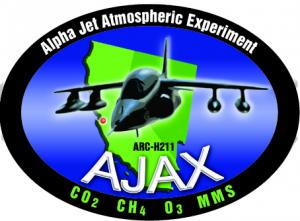 Alpha Jet Atmospheric Experiment
ARC-H211
AJAX
CO2 CH4 O3 MMS